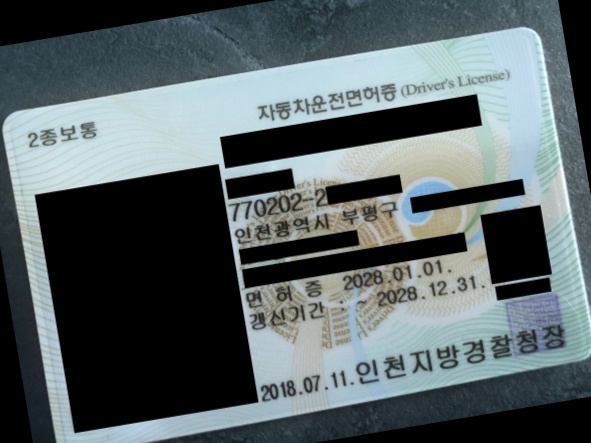 자동차운전면허증 (Driver's License)
2종보통
770202-2
인천광역시 부평구
면 허 증 2028.01.01.
갱신기간 : ~ 2028.12.31.
2018.07.11. 인천지방경찰청장